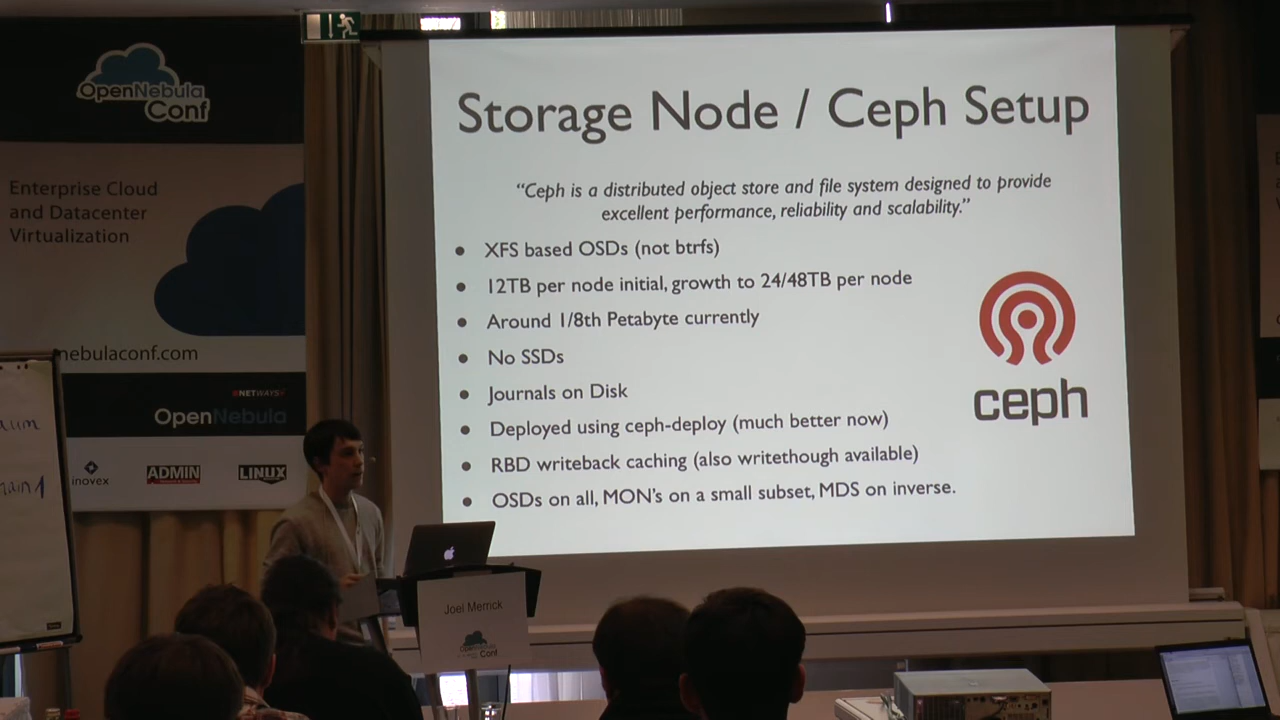 OpenNebula
Conf
Enterprise Cloud
and Datacenter
Virtualization
nebulaconf.com
NETWAYS
OpenNebula
inovex
ADMIN
LINUX
Storage Node / Ceph Setup
“Ceph is a distributed object store and file system designed to provide
excellent performance, reliability and scalability.”
• XFS based OSDs (not btrfs)
• 12TB per node initial, growth to 24/48TB per node
• Around 1/8th Petabyte currently
• No SSDs
• Journals on Disk
• Deployed using ceph-deploy (much better now)
• RBD writeback caching (also writethough available)
• OSDs on all, MON’s on a small subset, MDS on inverse.
ceph
Joel Merrick
OpenNebula
Conf